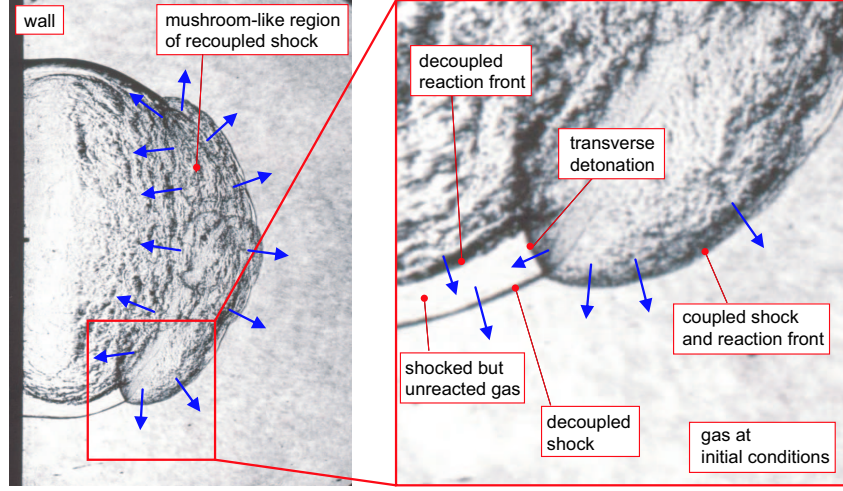 wall
mushroom-like region
of recoupled shock
decoupled
reaction front
transverse
detonation
coupled shock
and reaction front
shocked but
unreacted gas
decoupled
shock
gas at
initial conditions